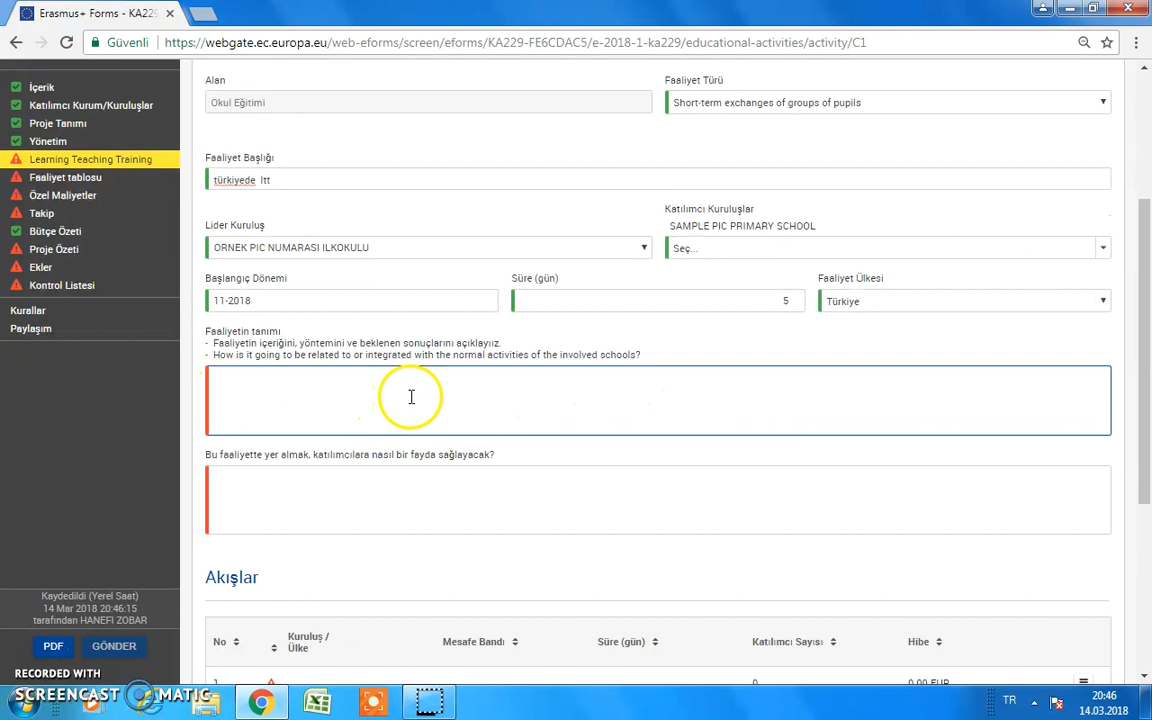 Erasmus+ Forms - KA22
Güvenli
https://webgate.ec.europa.eu/web-eforms/screen/eforms/KA229-FE6CDAC5/e-2018-1-ka229/educational-activities/activity/C1
İçerik
Katılımcı Kurum/Kuruluşlar
Proje Tanımı
Yönetim
Learning Teaching Training
Faaliyet tablosu
Özel Maliyetler
Takip
Bütçe Özeti
Proje Özeti
Ekler
Kontrol Listesi
Kurallar
Paylaşım
Kaydedildi (Yerel Saat)
14 Mar 2018 20:46:15
tarafından HANEFI ZOBAR
PDF
GÖNDER
Alan
Faaliyet Türü
Okul Eğitimi
Short-term exchanges of groups of pupils
Faaliyet Başlığı
türkiyede ltt
Lider Kuruluş
Katılımcı Kuruluşlar
SAMPLE PIC PRIMARY SCHOOL
ORNEK PIC NUMARASI ILKOKULU
Seç...
Başlangıç Dönemi
Süre (gün)
Faaliyet Ülkesi
11-2018
5
Türkiye
Faaliyetin tanımı
- Faaliyetin içeriğini, yöntemini ve beklenen sonuçlarını açıklayıız.
- How is it going to be related to or integrated with the normal activities of the involved schools?
Bu faaliyette yer almak, katılımcılara nasıl bir fayda sağlayacak?
Akışlar
No
Kuruluş /
Ülke
Mesafe Bandı
Süre (gün)
Katılımcı Sayısı
Hibe
1
0
0,00 EUR
RECORDED WITH
SCREENCAST MATIC
TR
20:46
14.03.2018